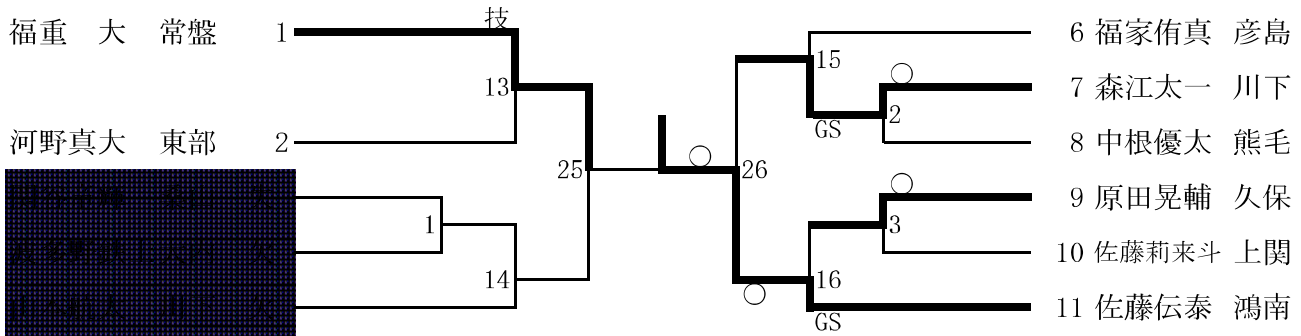 福重 大 常盤 1
河野真大 東部 2
技
13
1
14
25
26
15
GS
2
3
16
GS
6 福家侑真 彦島
7 森江太一 川下
8 中根優太 熊毛
9 原田晃輔 久保
10 佐藤莉来斗 上関
11 佐藤伝泰 鴻南